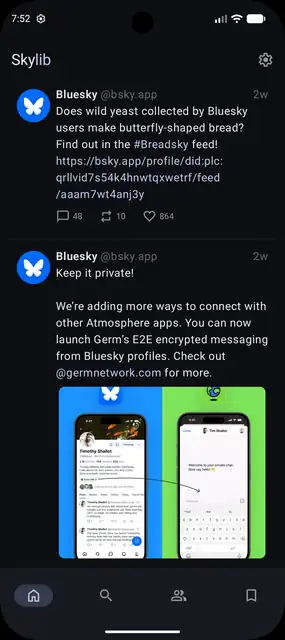 7:52
Skylib
Bluesky @bsky.app 2w
Does wild yeast collected by Bluesky
users make butterfly-shaped bread?
Find out in the #Breadsky feed!
https://bsky.app/profile/did:plc:
qrllvid7s54k4hnwtqxwetrf/feed
/aaam7wt4anj3y
48 10 864
Bluesky @bsky.app 2w
Keep it private!
We're adding more ways to connect with
other Atmosphere apps. You can now
launch Germ's E2E encrypted messaging
from Bluesky profiles. Check out
@germnetwork.com for more.
Timothy Shallot
Tim Shallot